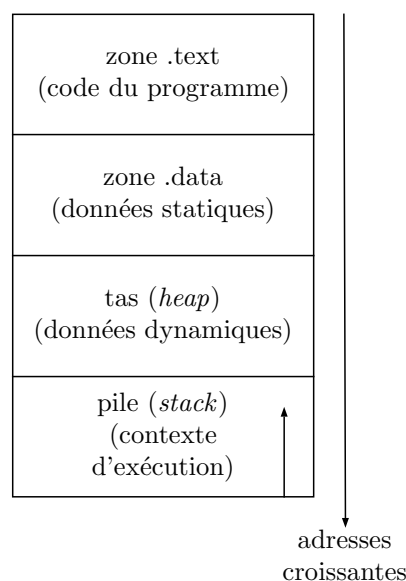 zone .text
(code du programme)
zone .data
(données statiques)
tas (heap)
(données dynamiques)
pile (stack)
(contexte
d'exécution)
adresses
croissantes